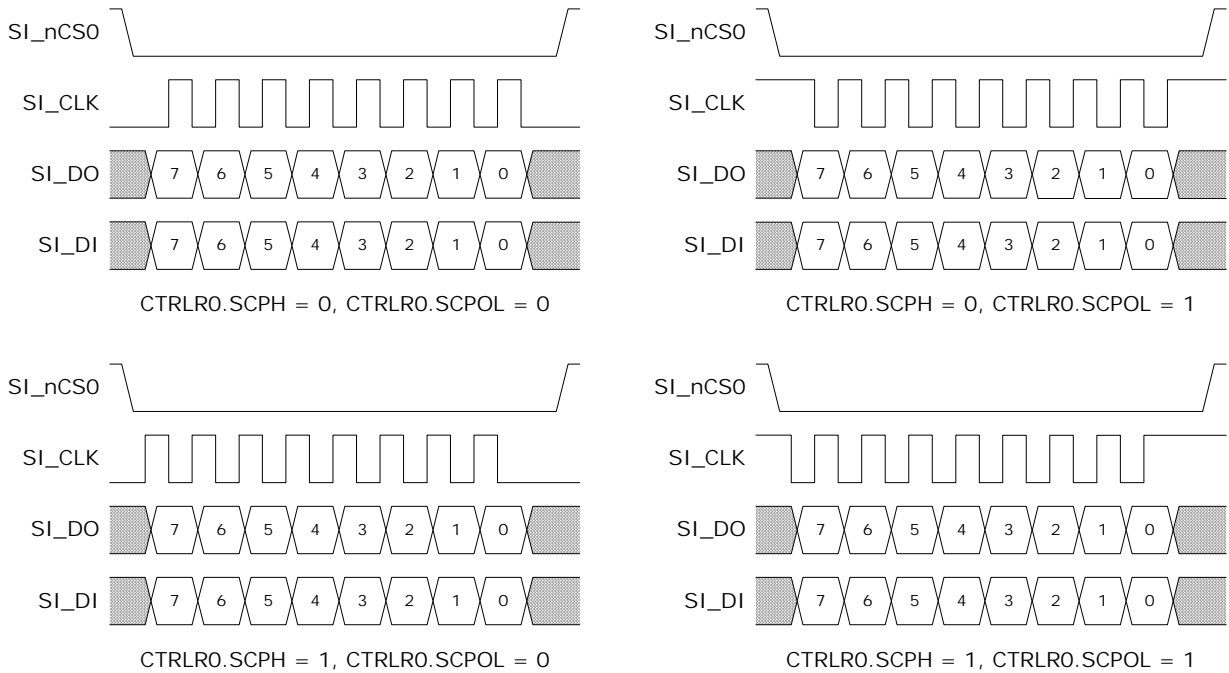 SI_nCS0
SI_CLK
SI_DO 7 6 5 4 3 2 1 0
SI_DI 7 6 5 4 3 2 1 0
CTRLR0.SCPH = 0, CTRLR0.SCPOL = 0
SI_nCS0
SI_CLK
SI_DO 7 6 5 4 3 2 1 0
SI_DI 7 6 5 4 3 2 1 0
CTRLR0.SCPH = 0, CTRLR0.SCPOL = 1
SI_nCS0
SI_CLK
SI_DO 7 6 5 4 3 2 1 0
SI_DI 7 6 5 4 3 2 1 0
CTRLR0.SCPH = 1, CTRLR0.SCPOL = 0
SI_nCS0
SI_CLK
SI_DO 7 6 5 4 3 2 1 0
SI_DI 7 6 5 4 3 2 1 0
CTRLR0.SCPH = 1, CTRLR0.SCPOL = 1